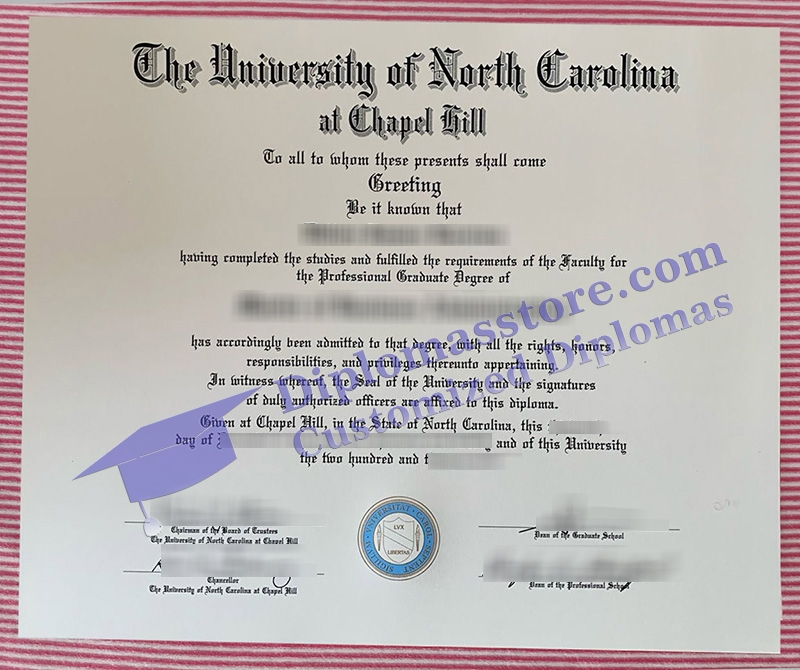 The University of North Carolina
at Chapel Hill
To all to whom these presents shall come
Greeting
Be it known that
having completed the studies and fulfilled the requirements of the Faculty for
the Professional Graduate Degree of
has accordingly been admitted to that degree, with all the rights, honors,
responsibilities, and privileges thereunto appertaining.
In witness whereof, the Seal of the University and the signatures
of duly authorized officers are affixed to this diploma.
Given at Chapel Hill, in the State of North Carolina, this
day of and of this University
the two hundred and
Diplomasstore.com
Customized Diplomas
Chairman of the Board of Trustees
The University of North Carolina at Chapel Hill
Dean of the Graduate School
Chancellor
The University of North Carolina at Chapel Hill
Dean of the Professional School
SIGILLVM VNIVERSITAT CAROL SEPTENT
LVX
LIBERTAS